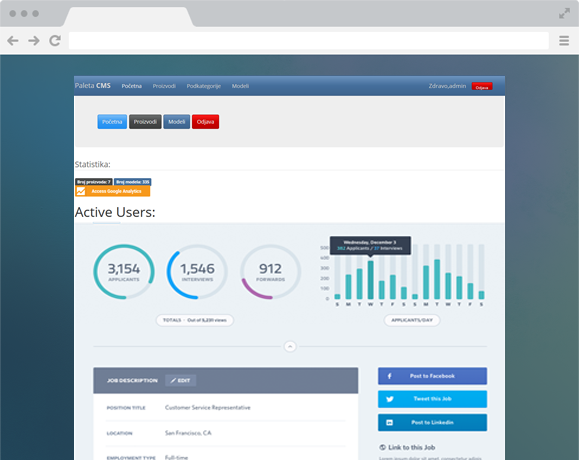 Paleta CMS Početna Proizvodi Podkategorije Modeli Zdravo,admin Odjava
Početna Proizvodi Modeli Odjava
Statistika:
Broj proizvoda: 7 Broj modela: 555
Access Google Analytics
Active Users:
3,154 APPLICANTS
1,546 INTERVIEWS
912 FORWARDS
Wednesday, December 3
382 Applicants / 17 Interviews
500
400
300
200
100
0
S M T W T F S S M T W T F S
TOTALS Out of 5,231 views
APPLICANTS/DAY
JOB DESCRIPTION EDIT
POSITION TITLE Customer Service Representative
LOCATION San Francisco, CA
EMPLOYMENT TYPE Full-time
Post to Facebook
Tweet this Job
Post to Linkedin
Link to this Job